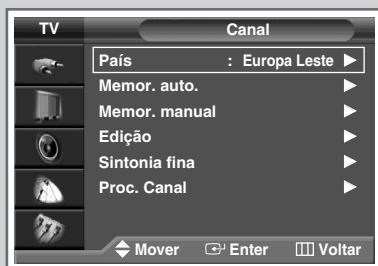 TV Canal
País : Europa Leste
Memor. auto.
Memor. manual
Edição
Sintonia fina
Proc. Canal
Mover Enter Voltar